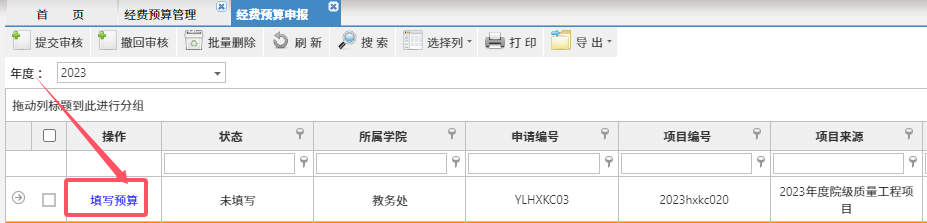 首 页 经费预算管理 经费预算申报
提交审核 撤回审核 批量删除 刷 新 搜 索 选择列 打 印 导 出
年度： 2023
拖动列标题到此进行分组
操作 状态 所属学院 申请编号 项目编号 项目来源
填写预算 未填写 教务处 YLHXKC03 2023hxkc020 2023年度院级质量工程项
目